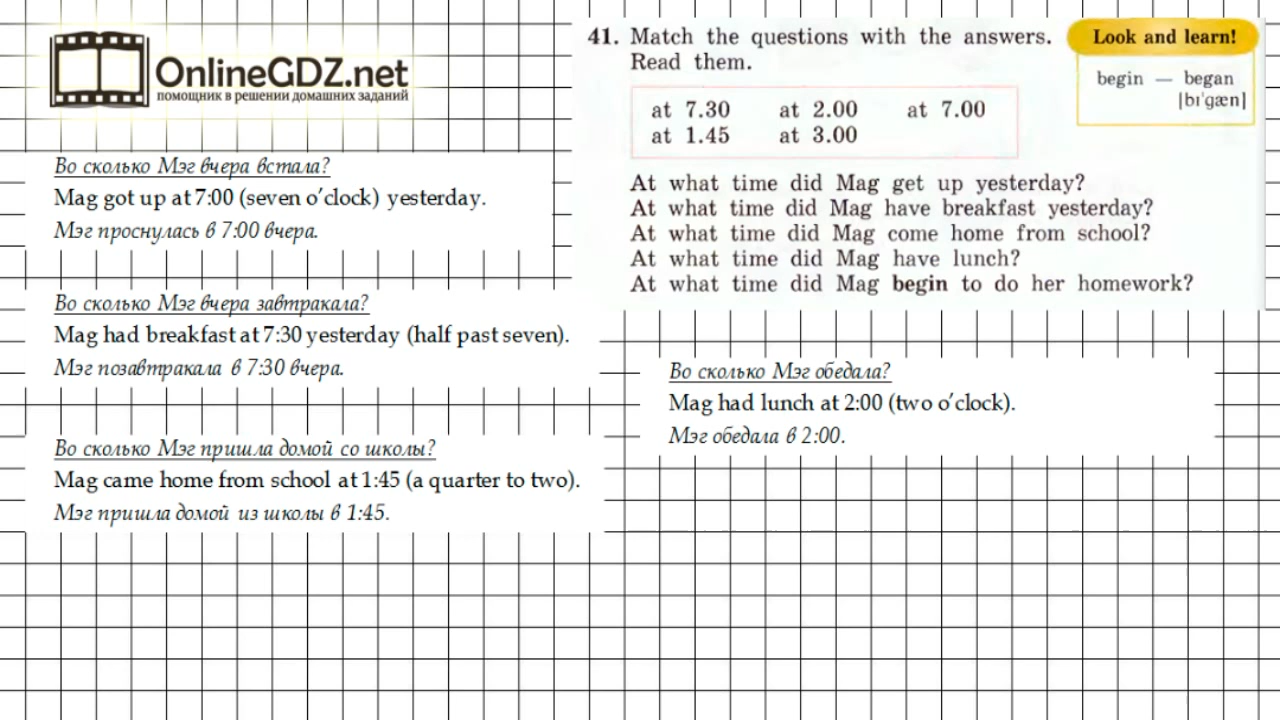 OnlineGDZ.net
помощник в решении домашних заданий
41. Match the questions with the answers.
Read them.
Look and learn!
begin — began
[bɪˈgæn]
at 7.30 at 2.00 at 7.00
at 1.45 at 3.00
At what time did Mag get up yesterday?
At what time did Mag have breakfast yesterday?
At what time did Mag come home from school?
At what time did Mag have lunch?
At what time did Mag begin to do her homework?
Во сколько Мэг вчера встала?
Mag got up at 7:00 (seven o’clock) yesterday.
Мэг проснулась в 7:00 вчера.
Во сколько Мэг вчера завтракала?
Mag had breakfast at 7:30 yesterday (half past seven).
Мэг позавтракала в 7:30 вчера.
Во сколько Мэг пришла домой со школы?
Mag came home from school at 1:45 (a quarter to two).
Мэг пришла домой из школы в 1:45.
Во сколько Мэг обедала?
Mag had lunch at 2:00 (two o’clock).
Мэг обедала в 2:00.